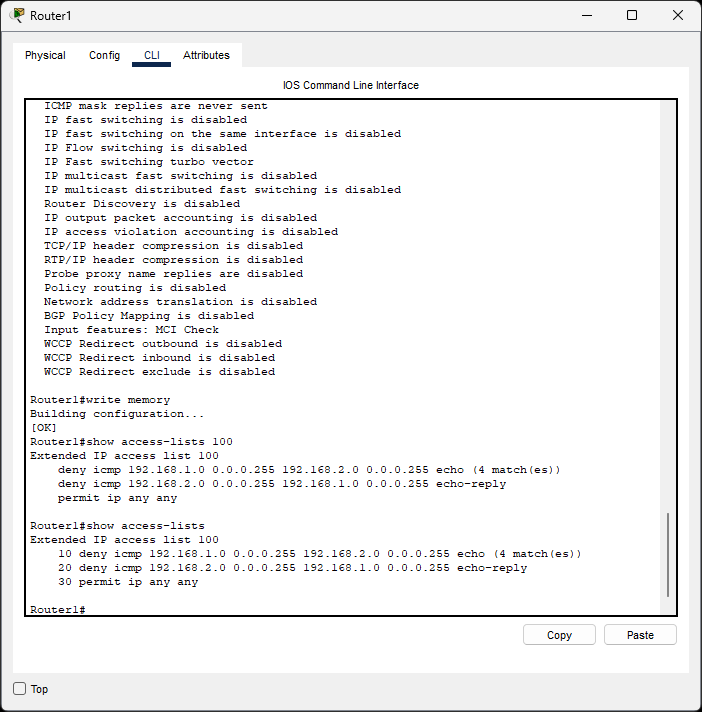 Router1
Physical Config CLI Attributes
IOS Command Line Interface
ICMP mask replies are never sent
IP fast switching is disabled
IP fast switching on the same interface is disabled
IP Flow switching is disabled
IP Fast switching turbo vector
IP multicast fast switching is disabled
IP multicast distributed fast switching is disabled
Router Discovery is disabled
IP output packet accounting is disabled
IP access violation accounting is disabled
TCP/IP header compression is disabled
RTP/IP header compression is disabled
Probe proxy name replies are disabled
Policy routing is disabled
Network address translation is disabled
BGP Policy Mapping is disabled
Input features: MCI Check
WCCP Redirect outbound is disabled
WCCP Redirect inbound is disabled
WCCP Redirect exclude is disabled
Router1#write memory
Building configuration...
[OK]
Router1#show access-lists 100
Extended IP access list 100
deny icmp 192.168.1.0 0.0.0.255 192.168.2.0 0.0.0.255 echo (4 match(es))
deny icmp 192.168.2.0 0.0.0.255 192.168.1.0 0.0.0.255 echo-reply
permit ip any any
Router1#show access-lists
Extended IP access list 100
10 deny icmp 192.168.1.0 0.0.0.255 192.168.2.0 0.0.0.255 echo (4 match(es))
20 deny icmp 192.168.2.0 0.0.0.255 192.168.1.0 0.0.0.255 echo-reply
30 permit ip any any
Router1#
Copy Paste
Top